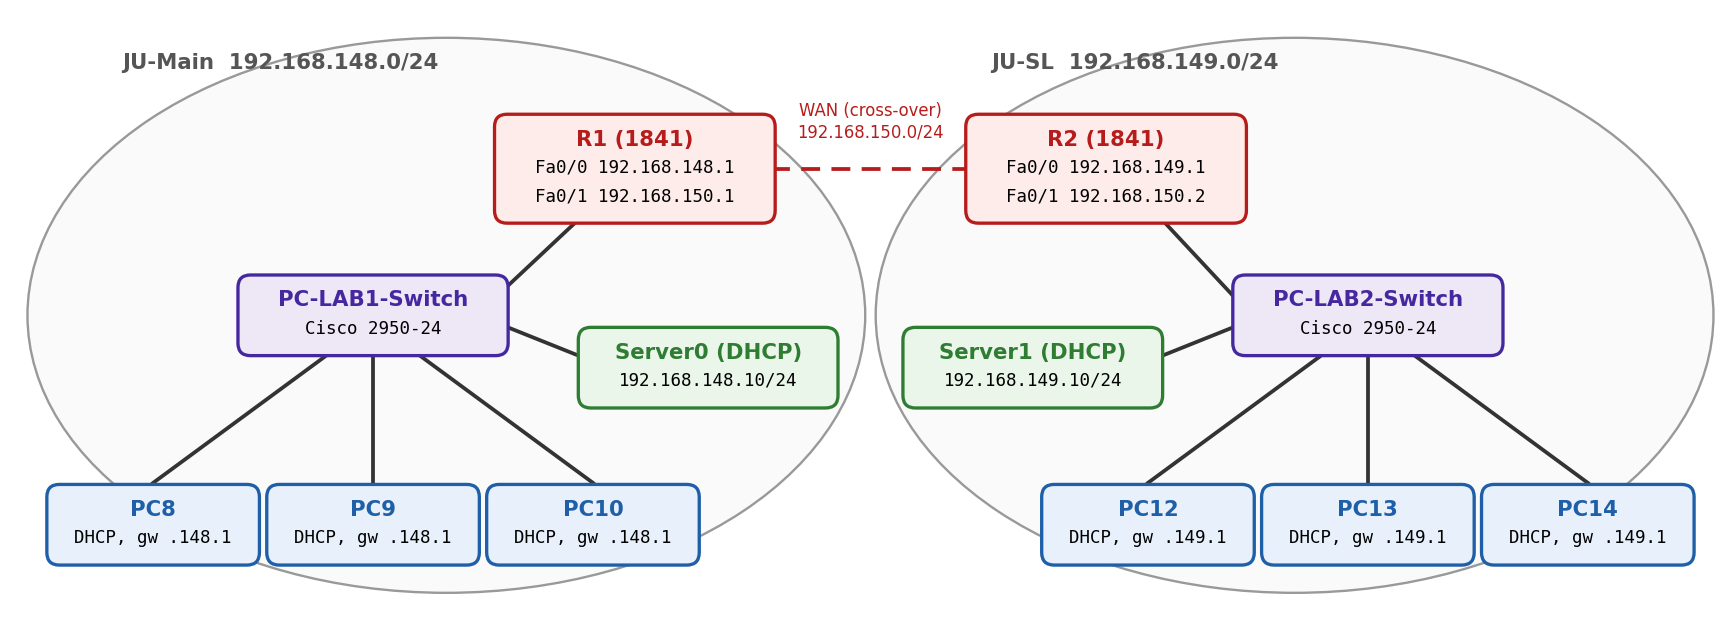 JU-Main  192.168.148.0/24
JU-SL  192.168.149.0/24
WAN (cross-over)
192.168.150.0/24
R1 (1841)
Fa0/0 192.168.148.1
Fa0/1 192.168.150.1
R2 (1841)
Fa0/0 192.168.149.1
Fa0/1 192.168.150.2
PC-LAB1-Switch
Cisco 2950-24
PC-LAB2-Switch
Cisco 2950-24
Server0 (DHCP)
192.168.148.10/24
Server1 (DHCP)
192.168.149.10/24
PC8
DHCP, gw .148.1
PC9
DHCP, gw .148.1
PC10
DHCP, gw .148.1
PC12
DHCP, gw .149.1
PC13
DHCP, gw .149.1
PC14
DHCP, gw .149.1